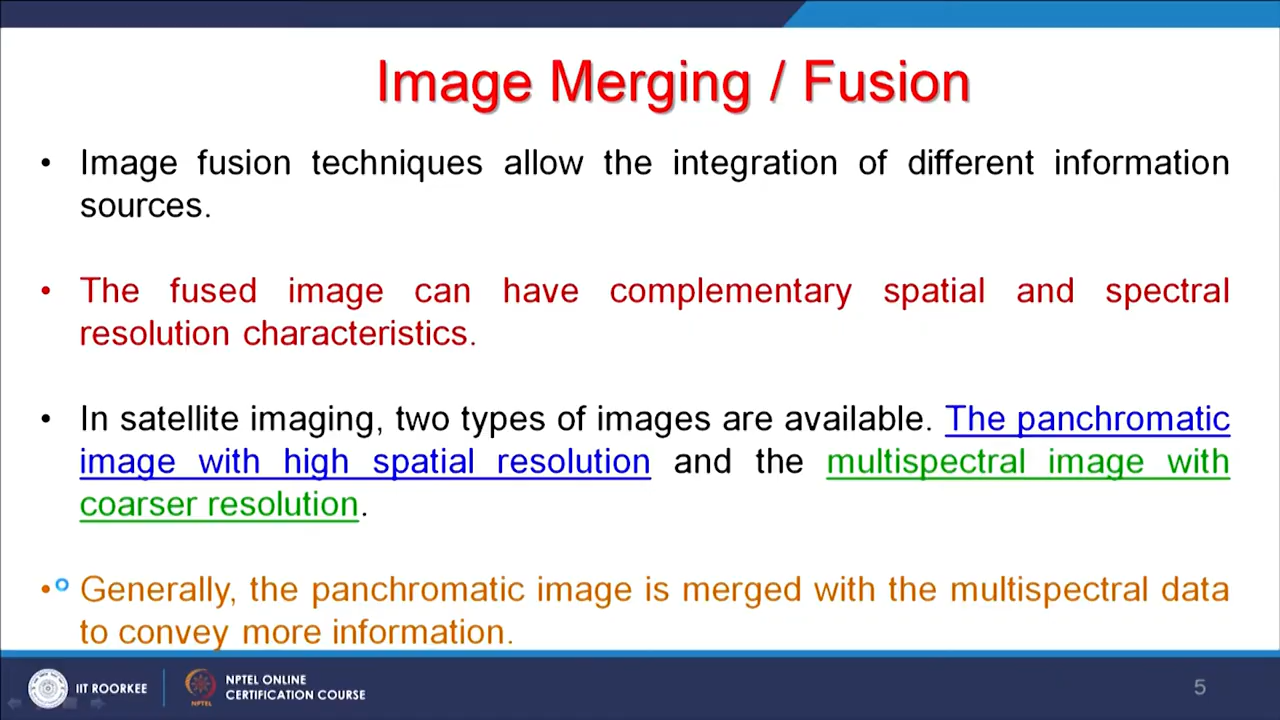 Image Merging / Fusion
• Image fusion techniques allow the integration of different information
sources.
• The fused image can have complementary spatial and spectral
resolution characteristics.
• In satellite imaging, two types of images are available. The panchromatic
image with high spatial resolution and the multispectral image with
coarser resolution.
• Generally, the panchromatic image is merged with the multispectral data
to convey more information.
IIT ROORKEE
NPTEL
NPTEL ONLINE
CERTIFICATION COURSE
5